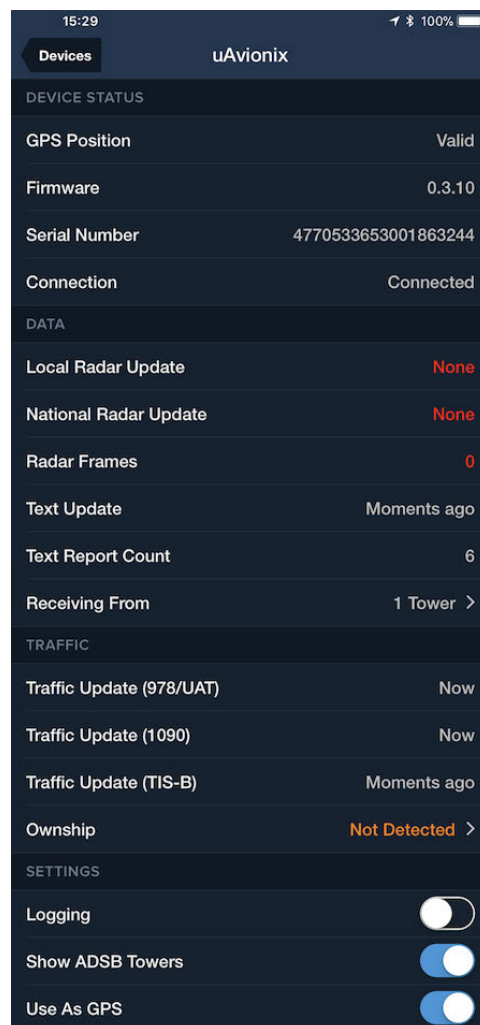 15:29 100%
Devices uAvionix
DEVICE STATUS
GPS Position Valid
Firmware 0.3.10
Serial Number 4770533653001863244
Connection Connected
DATA
Local Radar Update None
National Radar Update None
Radar Frames 0
Text Update Moments ago
Text Report Count 6
Receiving From 1 Tower >
TRAFFIC
Traffic Update (978/UAT) Now
Traffic Update (1090) Now
Traffic Update (TIS-B) Moments ago
Ownship Not Detected >
SETTINGS
Logging
Show ADSB Towers
Use As GPS